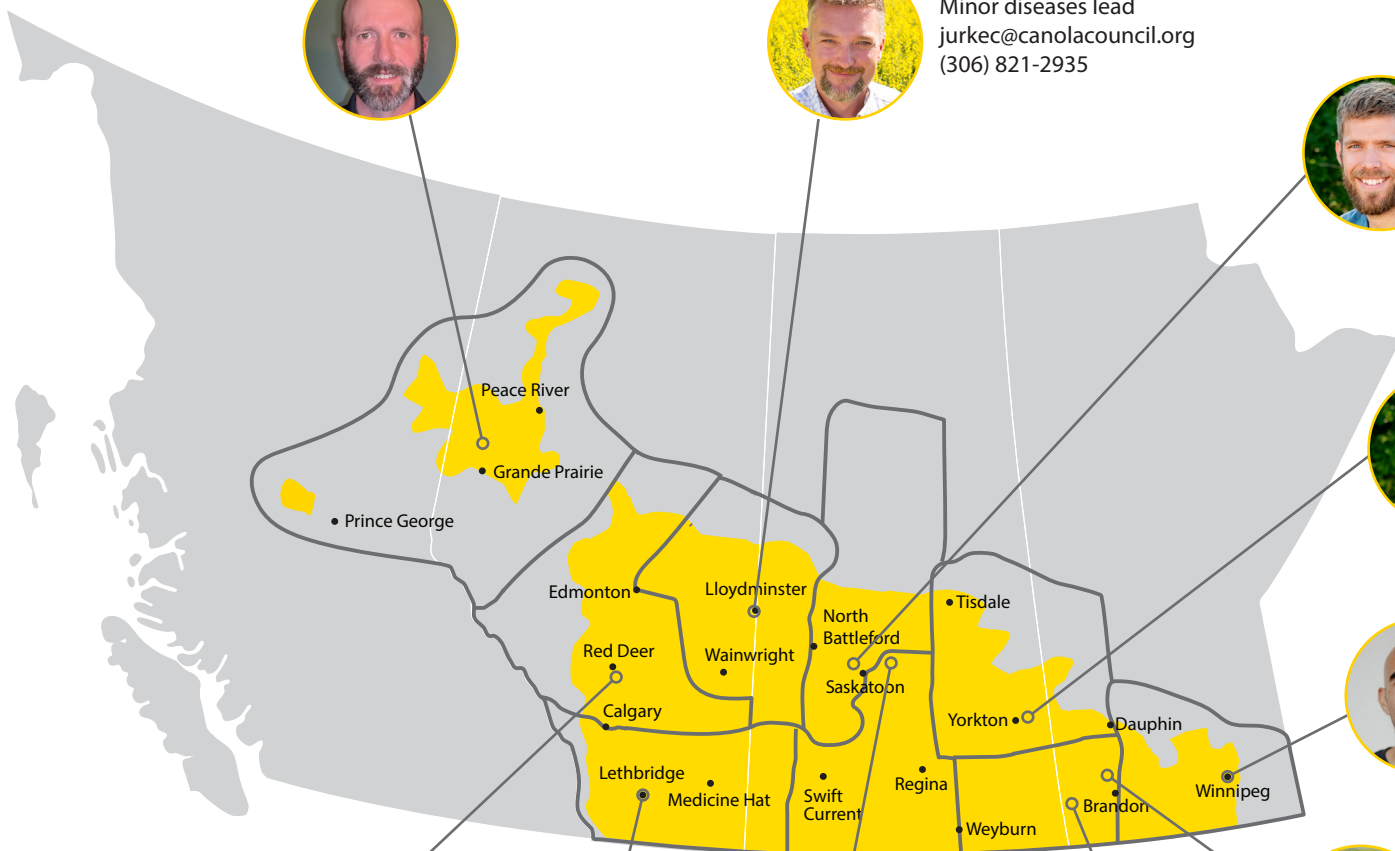 Minor diseases lead
jurkec@canolacouncil.org
(306) 821-2935
Peace River
Grande Prairie
Prince George
Edmonton
Lloydminster
North
Battleford
Tisdale
Red Deer
Wainwright
Saskatoon
Calgary
Yorkton
Dauphin
Lethbridge
Medicine Hat
Swift
Current
Regina
Brandon
Winnipeg
Weyburn